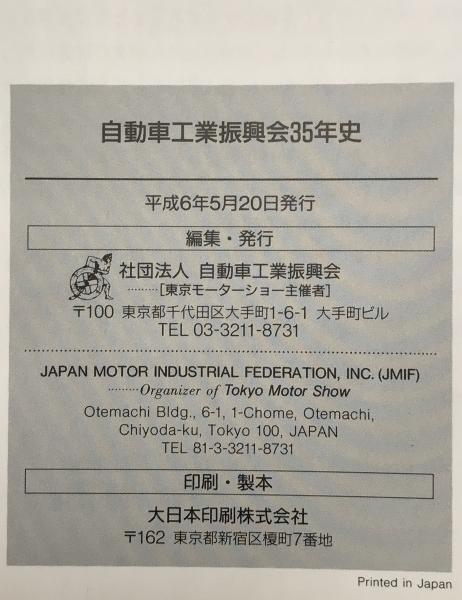 自動車工業振興会35年史
平成6年5月20日発行
編集・発行
社団法人 自動車工業振興会
………[東京モーターショー主催者]
〒100 東京都千代田区大手町1-6-1 大手町ビル
TEL 03-3211-8731
JAPAN MOTOR INDUSTRIAL FEDERATION, INC. (JMIF)
………Organizer of Tokyo Motor Show
Otemachi Bldg., 6-1, 1-Chome, Otemachi,
Chiyoda-ku, Tokyo 100, JAPAN
TEL 81-3-3211-8731
印刷・製本
大日本印刷株式会社
〒162 東京都新宿区榎町7番地
Printed in Japan